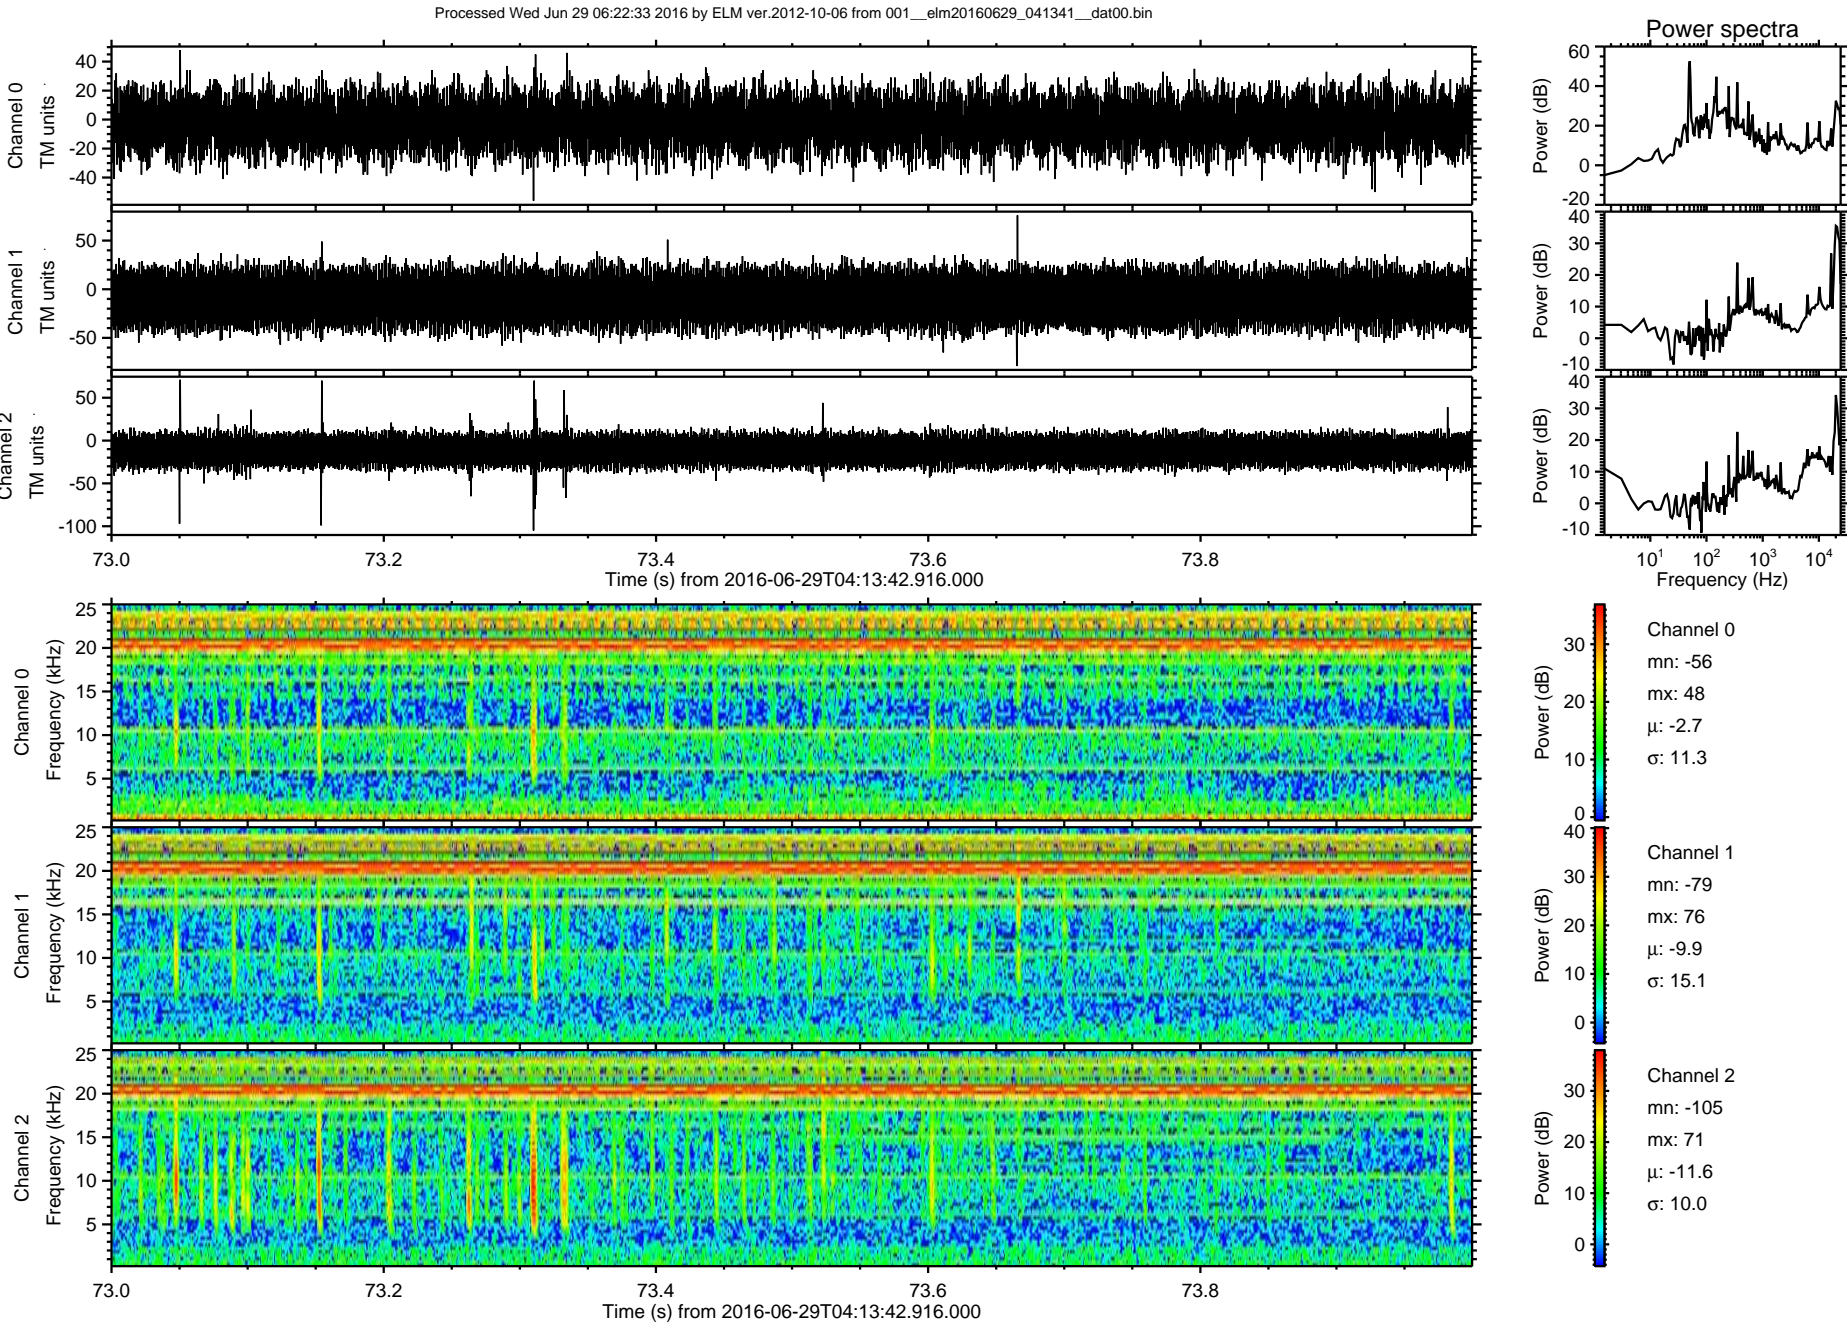 Processed Wed Jun 29 06:22:33 2016 by ELM ver.2012-10-06 from 001__elm20160629_041341__dat00.bin
Power spectra
Channel 0
TM units
40
20
0
-20
-40
Power (dB)
60
40
20
0
-20
Channel 1
TM units
50
0
-50
Power (dB)
40
30
20
10
0
-10
Channel 2
TM units
50
0
-50
-100
Power (dB)
40
30
20
10
0
-10
73.0 73.2 73.4 73.6 73.8
Time (s) from 2016-06-29T04:13:42.916.000
10¹ 10² 10³ 10⁴
Frequency (Hz)
Channel 0
Frequency (kHz)
25
20
15
10
5
Power (dB)
30
20
10
0
Channel 0
mn: -56
mx: 48
μ: -2.7
σ: 11.3
Channel 1
Frequency (kHz)
25
20
15
10
5
Power (dB)
40
30
20
10
0
Channel 1
mn: -79
mx: 76
μ: -9.9
σ: 15.1
Channel 2
Frequency (kHz)
25
20
15
10
5
Power (dB)
30
20
10
0
Channel 2
mn: -105
mx: 71
μ: -11.6
σ: 10.0
73.0 73.2 73.4 73.6 73.8
Time (s) from 2016-06-29T04:13:42.916.000